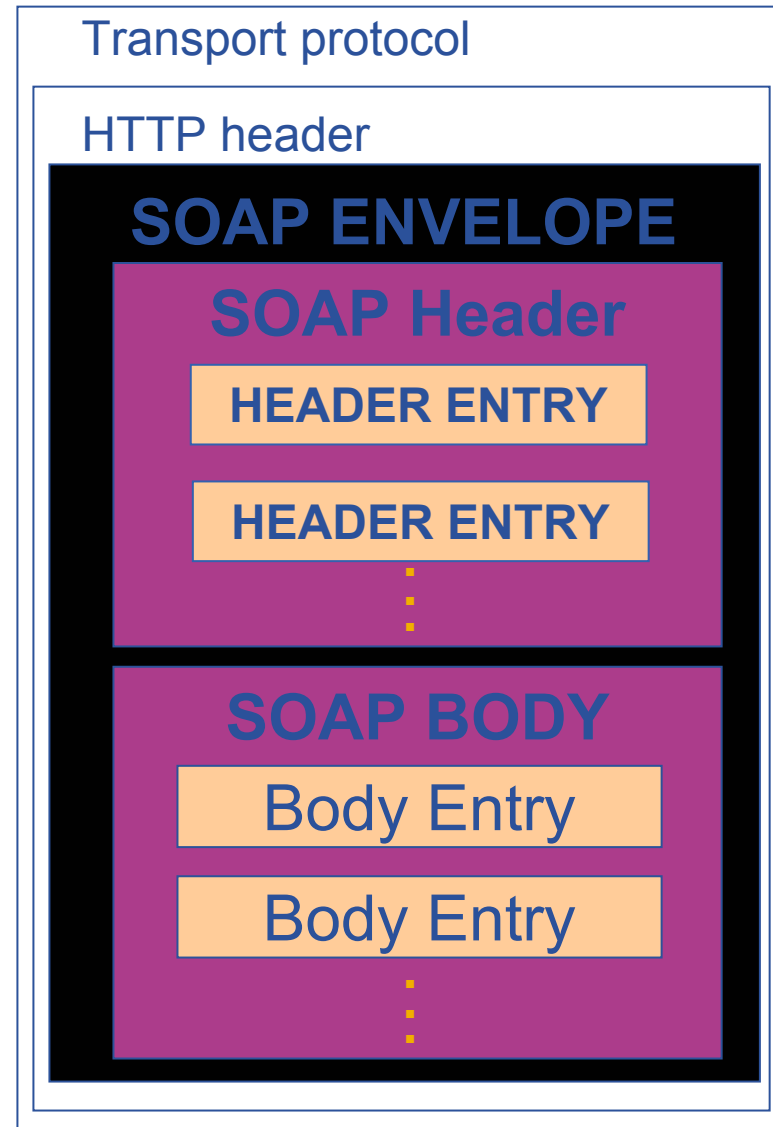 Transport protocol
HTTP header
SOAP ENVELOPE
SOAP Header
HEADER ENTRY
HEADER ENTRY
SOAP BODY
Body Entry
Body Entry